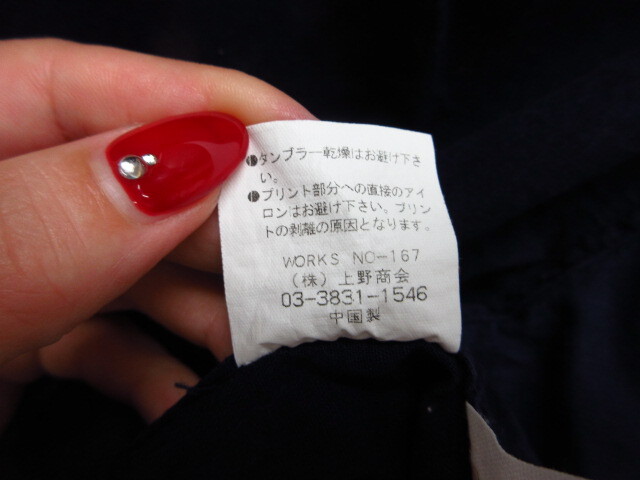 ●タンブラー乾燥はお避け下さ
い。
●プリント部分への直接のアイ
ロンはお避け下さい。プリン
トの剥離の原因となります。
WORKS NO-167
(株)上野商会
03-3831-1546
中国製